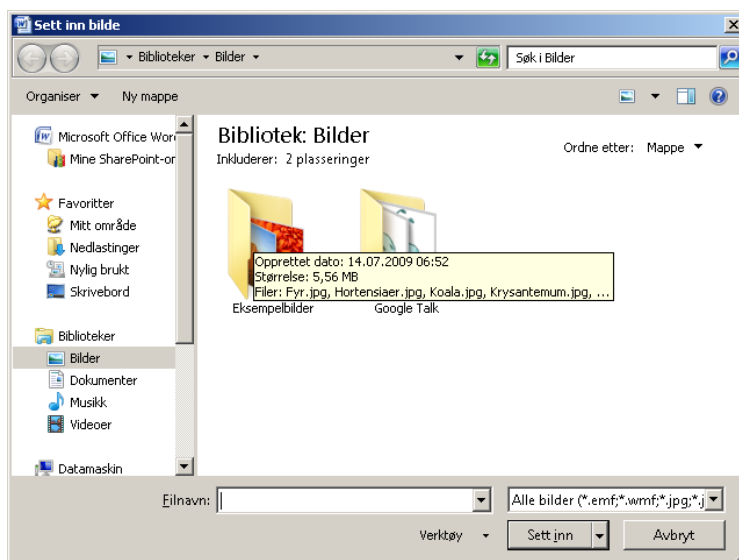 Sett inn bilde
Biblioteker Bilder
Søk i Bilder
Organiser Ny mappe
Microsoft Office Wor
Mine SharePoint-or
Favoritter
Mitt område
Nedlastinger
Nylig brukt
Skrivebord
Biblioteker
Bilder
Dokumenter
Musikk
Videoer
Datamaskin
Bibliotek: Bilder
Inkluderer: 2 plasseringer
Ordne etter: Mappe
Opprettet dato: 14.07.2009 06:52
Størrelse: 5,56 MB
Filer: Fyr.jpg, Hortensiaer.jpg, Koala.jpg, Krysantemum.jpg, ...
Eksempelbilder
Google Talk
Filnavn:
Alle bilder (*.emf;*.wmf;*.jpg;*.j
Verktøy
Sett inn
Avbryt